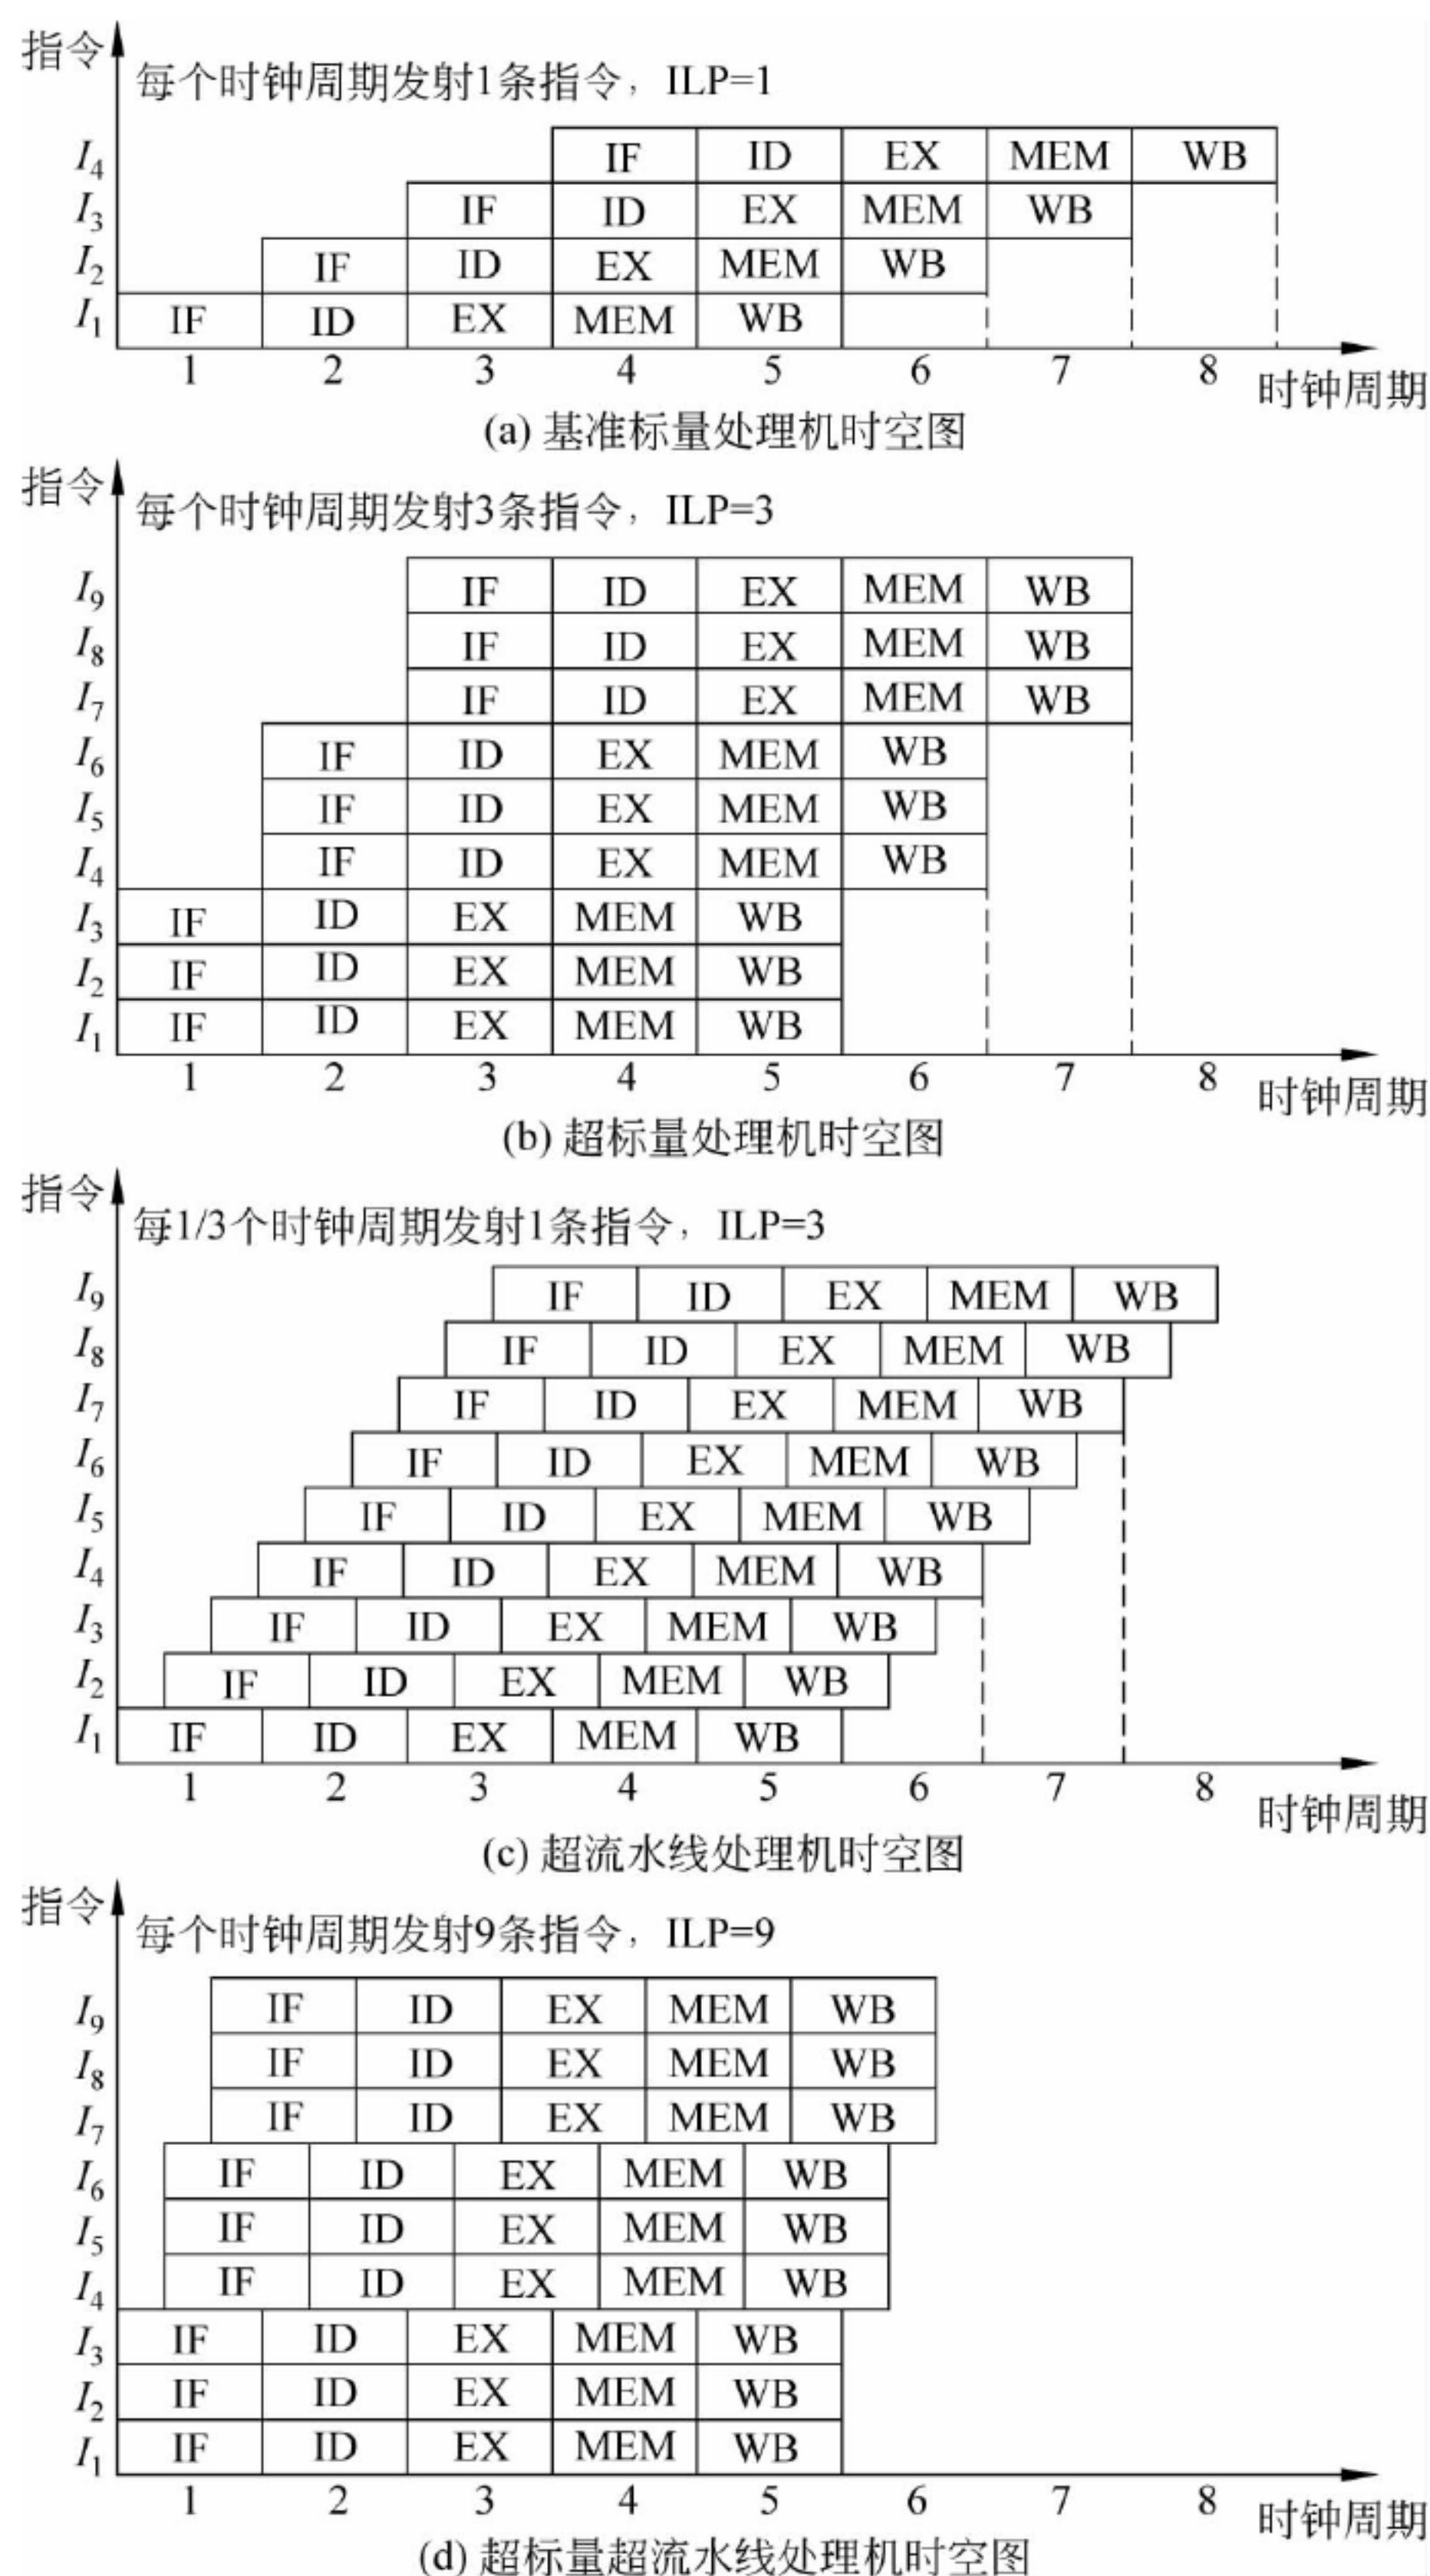 指令
每个时钟周期发射1条指令，ILP=1
I4 IF ID EX MEM WB
I3 IF ID EX MEM WB
I2 IF ID EX MEM WB
I1 IF ID EX MEM WB
1 2 3 4 5 6 7 8
时钟周期
(a) 基准标量处理机时空图
指令
每个时钟周期发射3条指令，ILP=3
I9 IF ID EX MEM WB
I8 IF ID EX MEM WB
I7 IF ID EX MEM WB
I6 IF ID EX MEM WB
I5 IF ID EX MEM WB
I4 IF ID EX MEM WB
I3 IF ID EX MEM WB
I2 IF ID EX MEM WB
I1 IF ID EX MEM WB
1 2 3 4 5 6 7 8
时钟周期
(b) 超标量处理机时空图
指令
每1/3个时钟周期发射1条指令，ILP=3
I9 IF ID EX MEM WB
I8 IF ID EX MEM WB
I7 IF ID EX MEM WB
I6 IF ID EX MEM WB
I5 IF ID EX MEM WB
I4 IF ID EX MEM WB
I3 IF ID EX MEM WB
I2 IF ID EX MEM WB
I1 IF ID EX MEM WB
1 2 3 4 5 6 7 8
时钟周期
(c) 超流水线处理机时空图
指令
每个时钟周期发射9条指令，ILP=9
I9 IF ID EX MEM WB
I8 IF ID EX MEM WB
I7 IF ID EX MEM WB
I6 IF ID EX MEM WB
I5 IF ID EX MEM WB
I4 IF ID EX MEM WB
I3 IF ID EX MEM WB
I2 IF ID EX MEM WB
I1 IF ID EX MEM WB
1 2 3 4 5 6 7 8
时钟周期
(d) 超标量超流水线处理机时空图